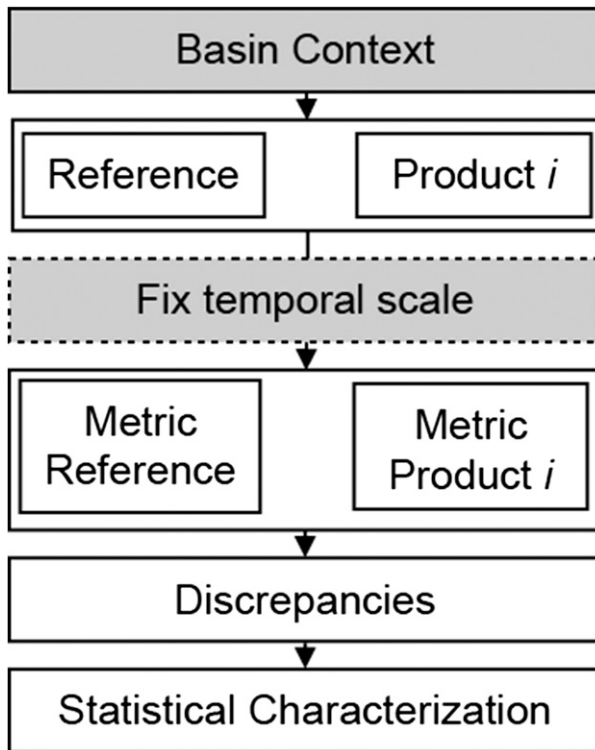 Basin Context
Reference
Product i
Fix temporal scale
Metric
Reference
Metric
Product i
Discrepancies
Statistical Characterization